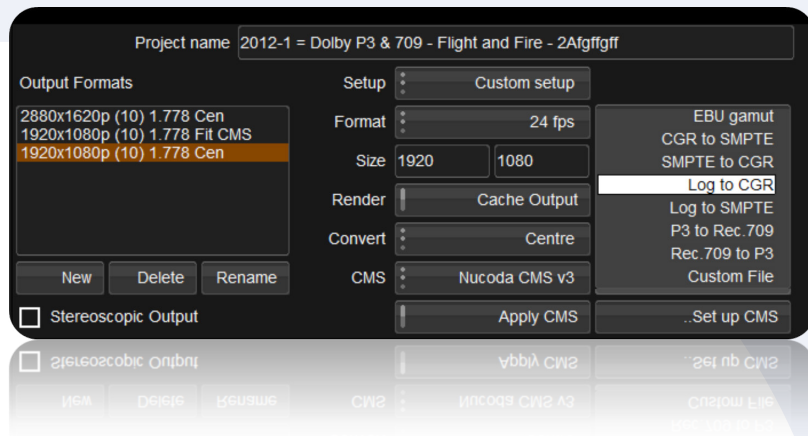 Project name 2012-1 = Dolby P3 & 709 - Flight and Fire - 2Afgffgff
Output Formats
2880x1620p (10) 1.778 Cen
1920x1080p (10) 1.778 Fit CMS
1920x1080p (10) 1.778 Cen
New Delete Rename
Stereoscopic Output
Setup Custom setup
Format 24 fps
Size 1920 1080
Render Cache Output
Convert Centre
CMS Nucoda CMS v3
Apply CMS
EBU gamut
CGR to SMPTE
SMPTE to CGR
Log to CGR
Log to SMPTE
P3 to Rec.709
Rec.709 to P3
Custom File
..Set up CMS